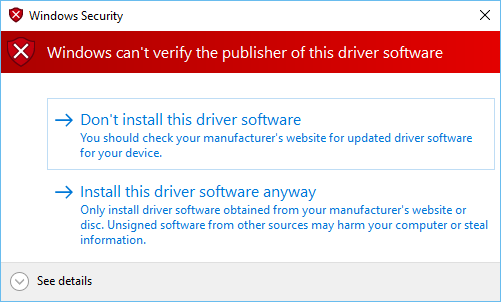 Windows Security
Windows can't verify the publisher of this driver software
Don't install this driver software
You should check your manufacturer's website for updated driver software
for your device.
Install this driver software anyway
Only install driver software obtained from your manufacturer's website or
disc. Unsigned software from other sources may harm your computer or steal
information.
See details